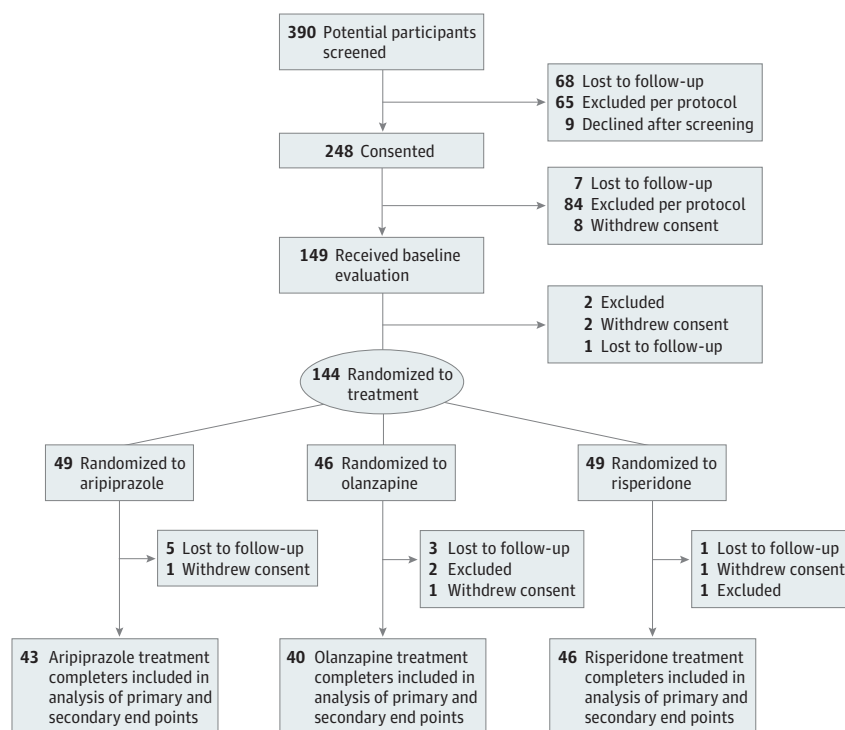 390 Potential participants
screened
68 Lost to follow-up
65 Excluded per protocol
9 Declined after screening
248 Consented
7 Lost to follow-up
84 Excluded per protocol
8 Withdrew consent
149 Received baseline
evaluation
2 Excluded
2 Withdrew consent
1 Lost to follow-up
144 Randomized to
treatment
49 Randomized to
aripiprazole
46 Randomized to
olanzapine
49 Randomized to
risperidone
5 Lost to follow-up
1 Withdrew consent
3 Lost to follow-up
2 Excluded
1 Withdrew consent
1 Lost to follow-up
1 Withdrew consent
1 Excluded
43 Aripiprazole treatment
completers included in
analysis of primary and
secondary end points
40 Olanzapine treatment
completers included in
analysis of primary and
secondary end points
46 Risperidone treatment
completers included in
analysis of primary and
secondary end points